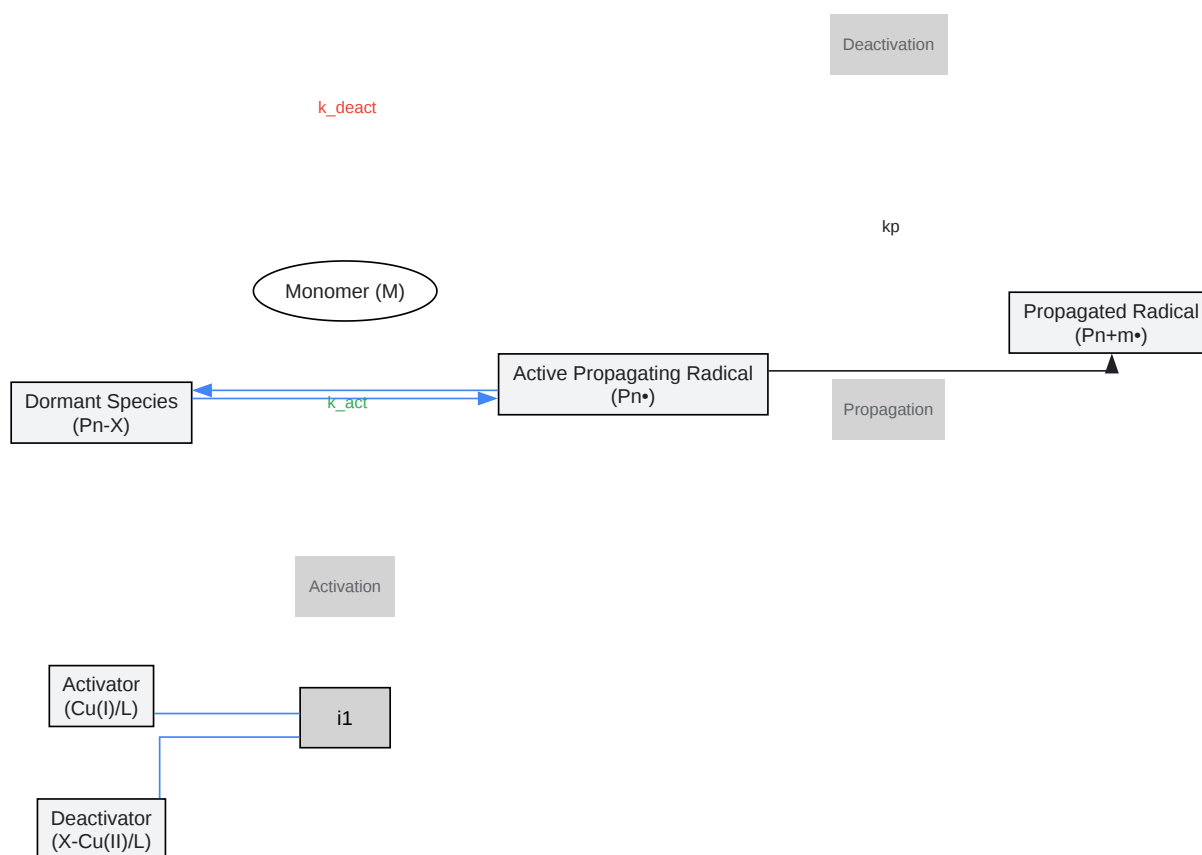 Deactivation
k_deact
kp
Monomer (M)
Propagated Radical
(Pn+m•)
Active Propagating Radical
(Pn•)
Dormant Species
(Pn-X)
k_act
Propagation
Activation
Activator
(Cu(I)/L)
i1
Deactivator
(X-Cu(II)/L)